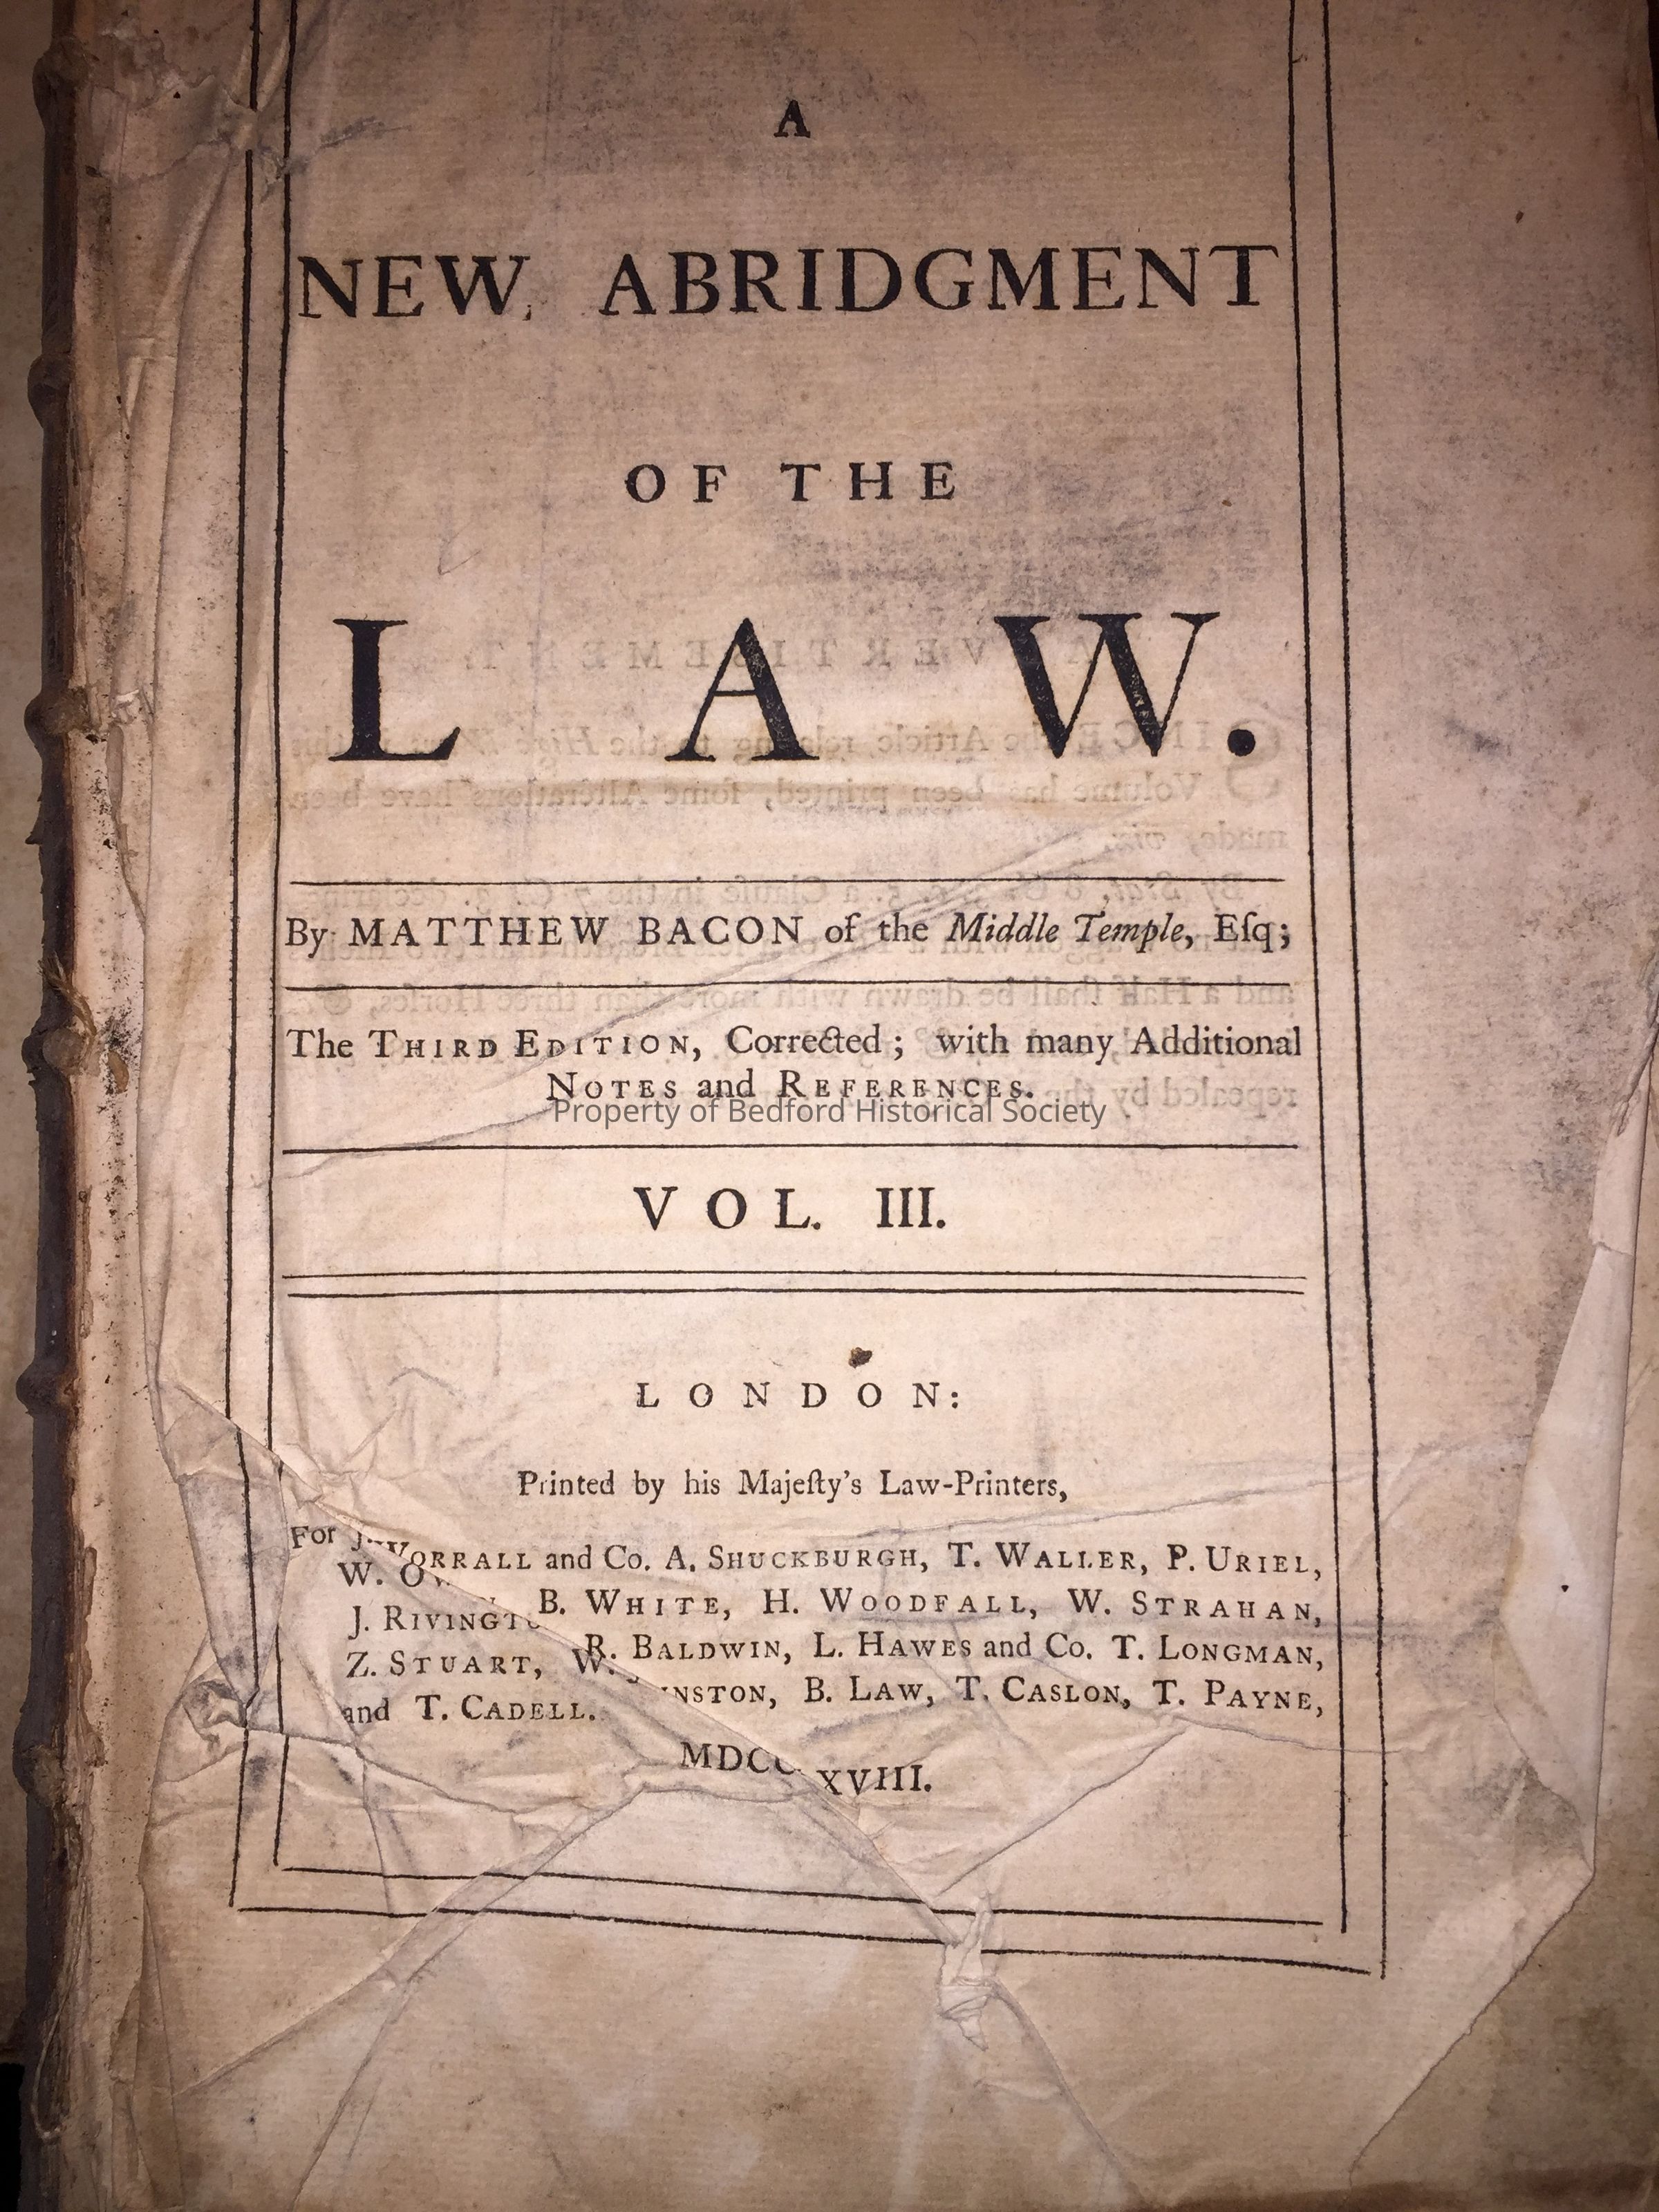 A
NEW ABRIDGMENT
OF THE
L A W.
By MATTHEW BACON of the Middle Temple, Eſq;
The THIRD EDITION, Corrected; with many Additional
NOTES and REFERENCES.
Property of Bedford Historical Society
VOL. III.
LONDON:
Printed by his Majeſty's Law-Printers,
For J. WORRALL and Co. A. SHUCKBURGH, T. WALLER, P. URIEL,
W. B. WHITE, H. WOODFALL, W. STRAHAN,
J. R. BALDWIN, L. HAWES and Co. T. LONGMAN,
Z. STUART, W. B. LAW, T. CASLON, T. PAYNE,
and T. CADELL.